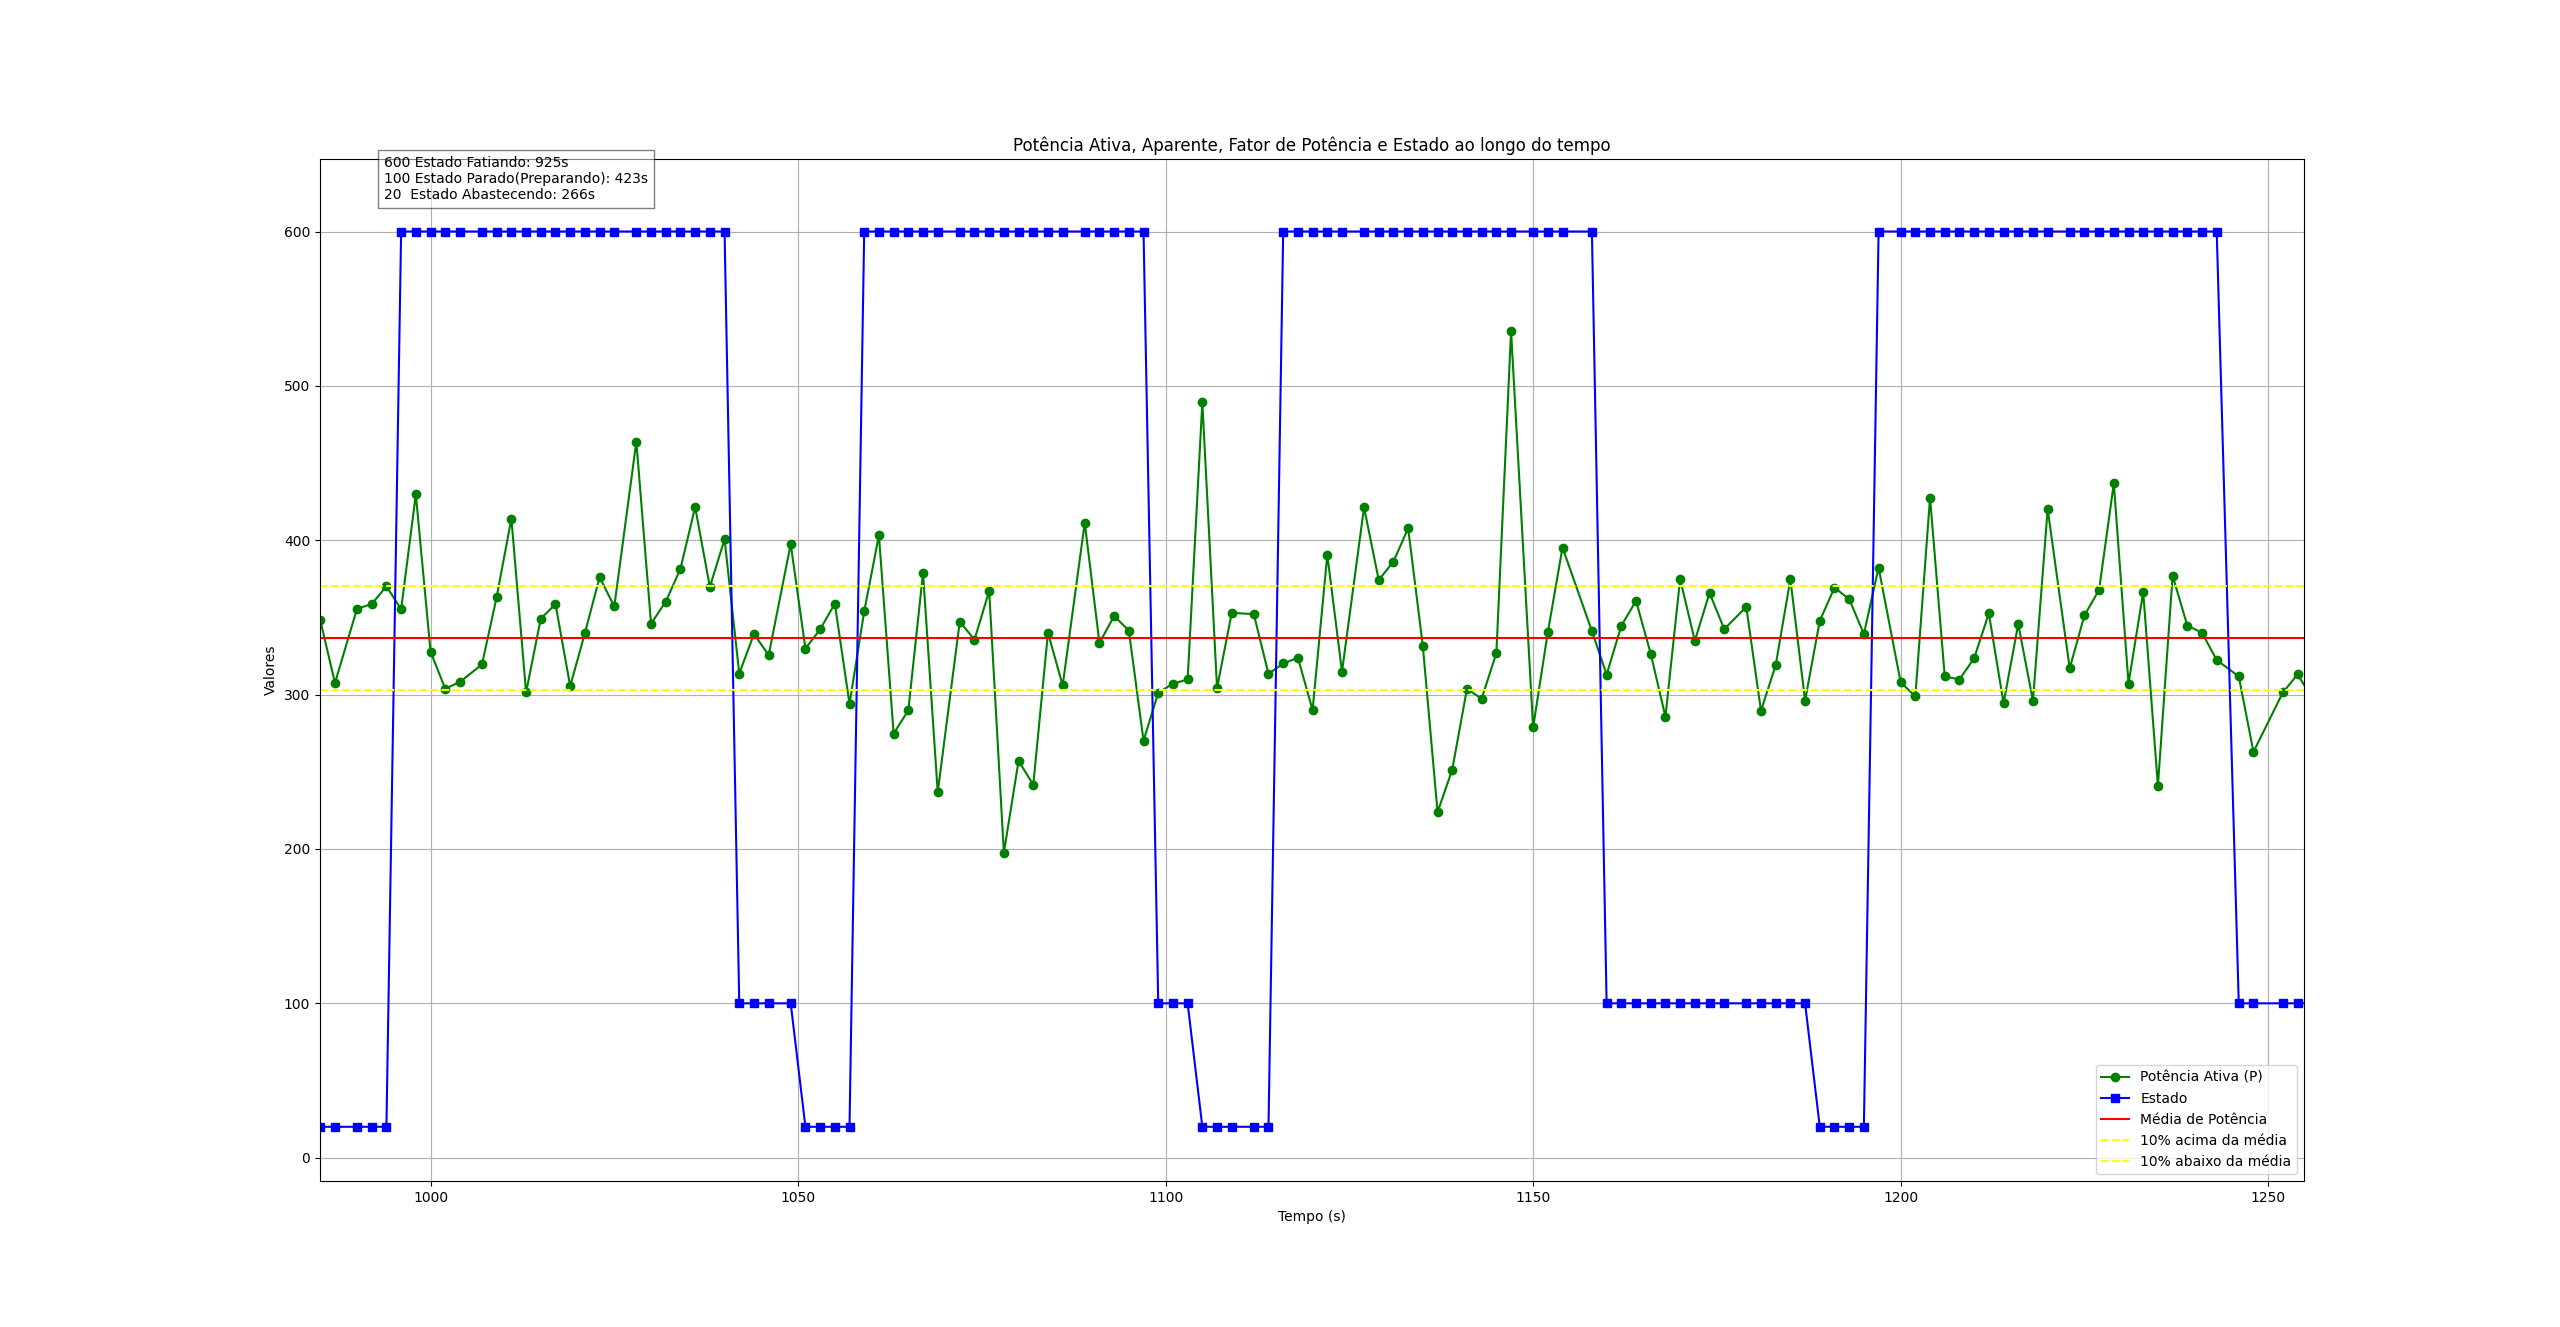 Potência Ativa, Aparente, Fator de Potência e Estado ao longo do tempo
600 Estado Fatiando: 925s
100 Estado Parado(Preparando): 423s
20  Estado Abastecendo: 266s
600
500
400
300
200
100
0
Valores
1000
1050
1100
1150
1200
1250
Tempo (s)
Potência Ativa (P)
Estado
Média de Potência
10% acima da média
10% abaixo da média